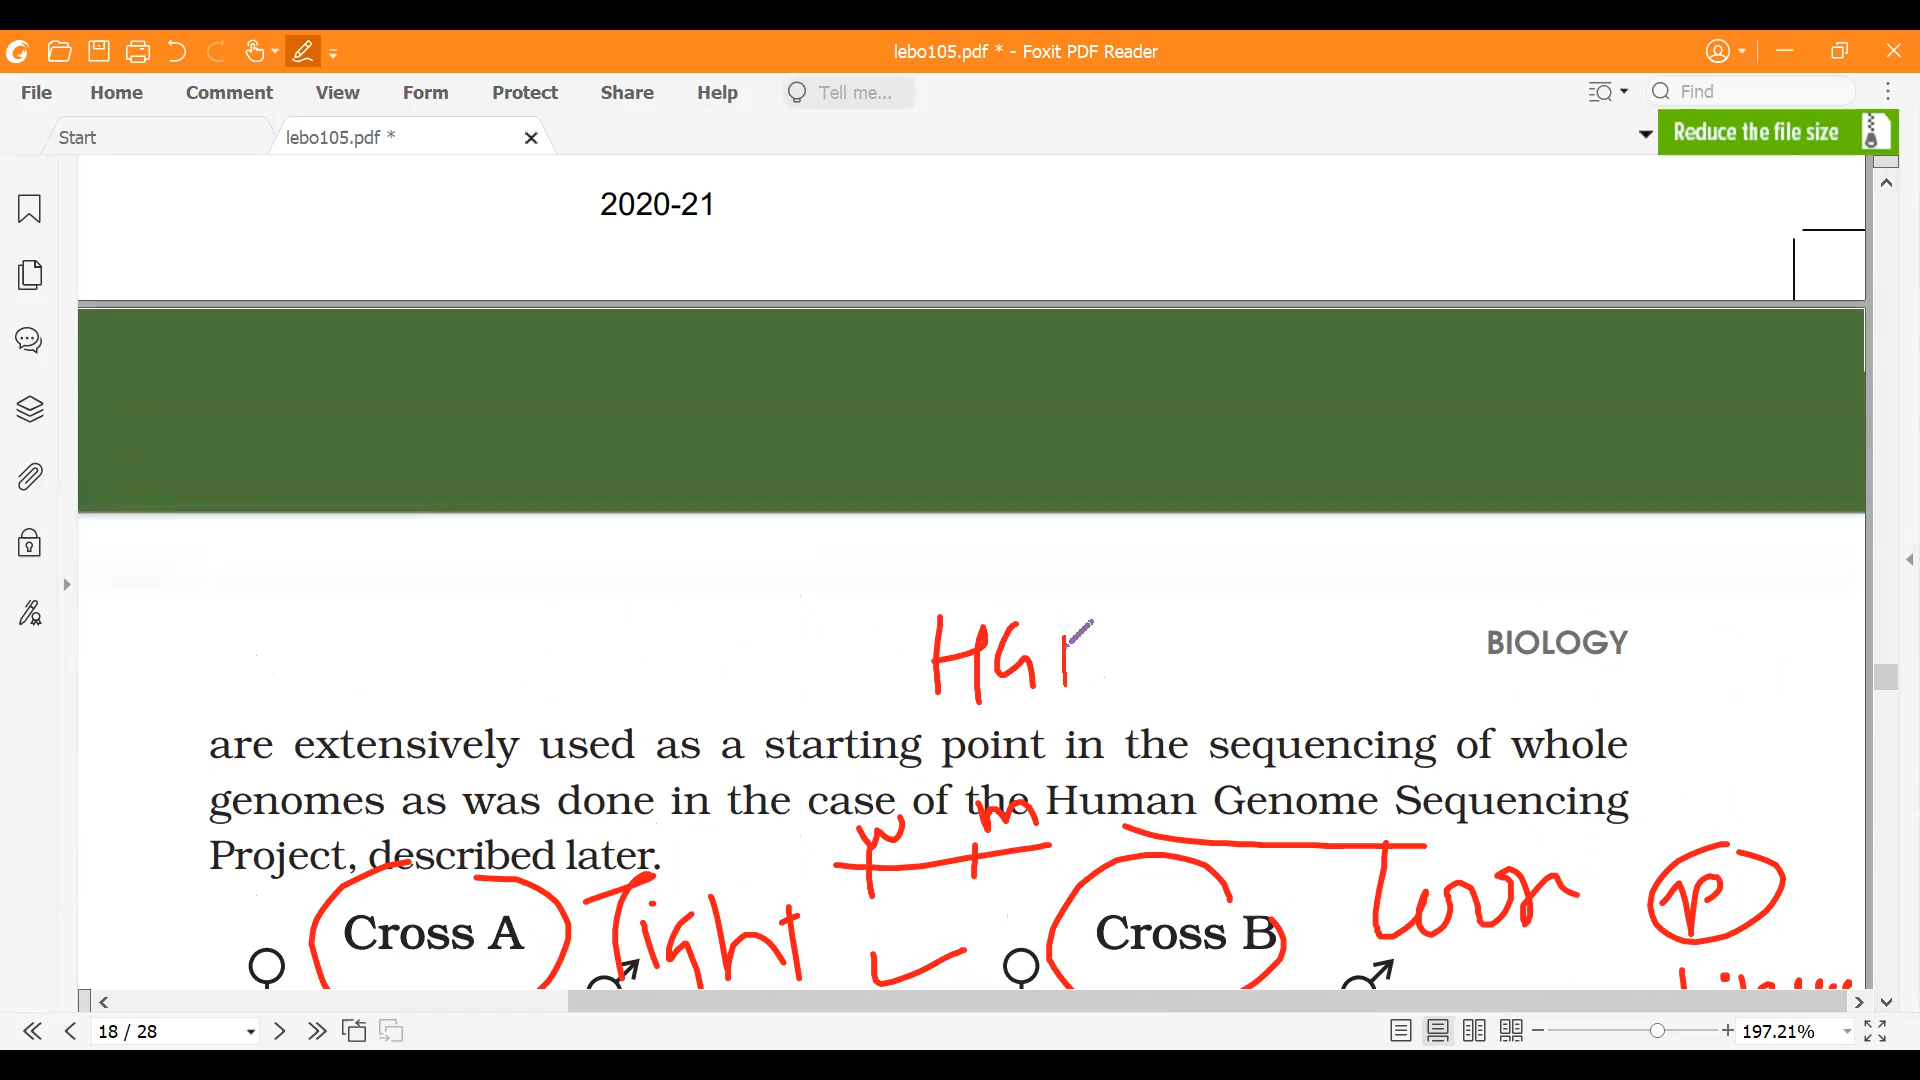 lebo105.pdf * - Foxit PDF Reader
File Home Comment View Form Protect Share Help Tell me... Find
Start lebo105.pdf * Reduce the file size
2020-21
HG
BIOLOGY
are extensively used as a starting point in the sequencing of whole
genomes as was done in the case of the Human Genome Sequencing
Project, described later.
w m
Cross A Tight Cross B p
18 / 28 197.21%